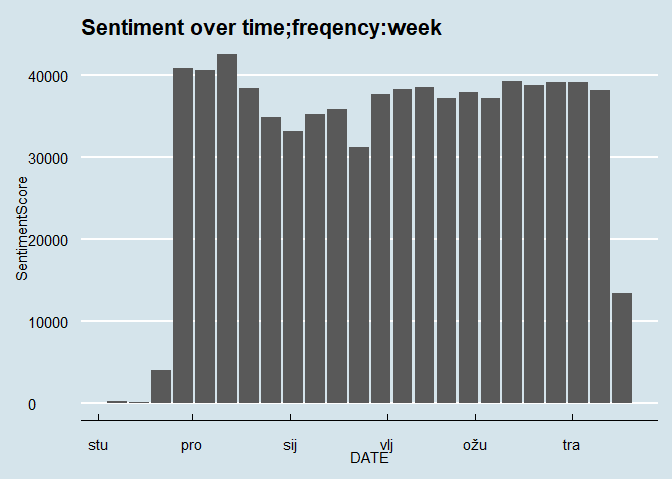 Sentiment over time;freqency:week
SentimentScore
40000
30000
20000
10000
0
stu pro sij vlj ožu tra
DATE